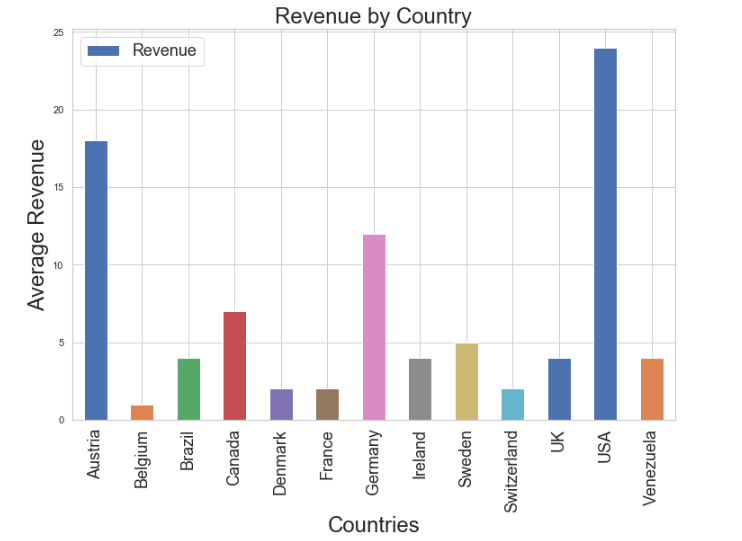 Revenue by Country
Revenue
25
20
15
10
5
0
Average Revenue
Austria
Belgium
Brazil
Canada
Denmark
France
Germany
Ireland
Sweden
Switzerland
UK
USA
Venezuela
Countries